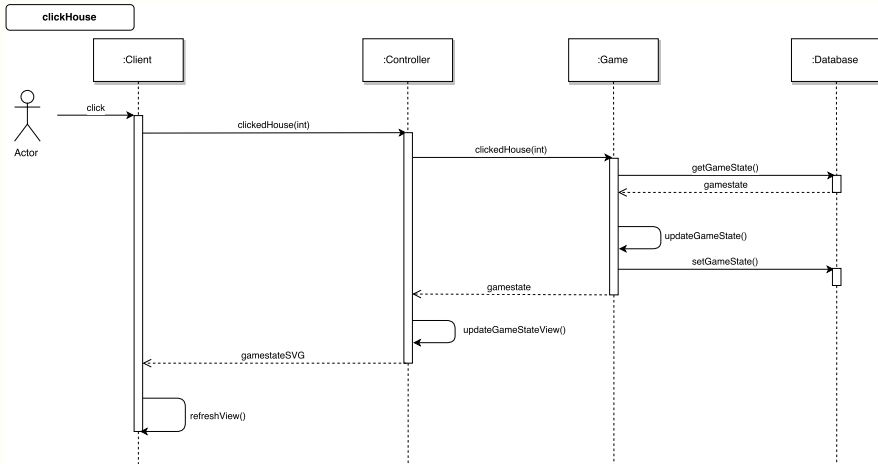 clickHouse
:Client
:Controller
:Game
:Database
Actor
click
clickedHouse(int)
clickedHouse(int)
getGameState()
gamestate
updateGameState()
setGameState()
gamestate
updateGameStateView()
gamestateSVG
refreshView()